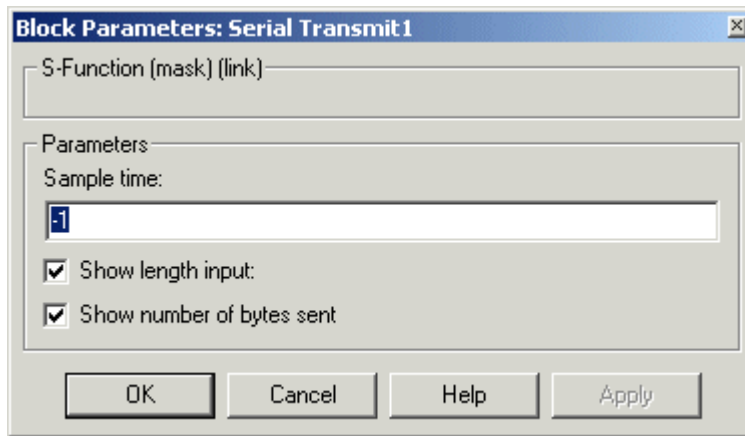 Block Parameters: Serial Transmit1
S-Function (mask) (link)
Parameters
Sample time:
-1
Show length input:
Show number of bytes sent
OK Cancel Help Apply